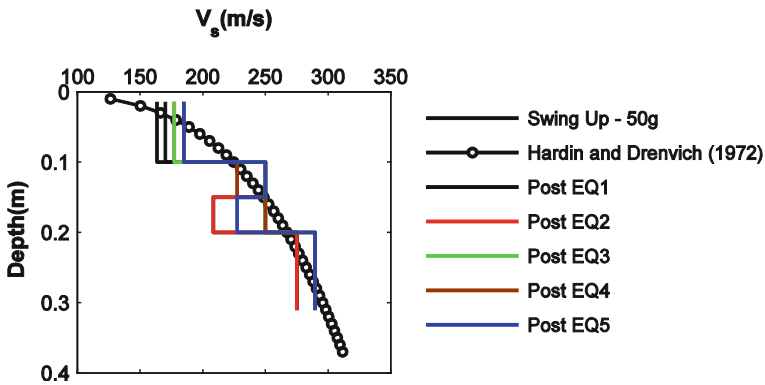 V_s(m/s)
100 150 200 250 300 350
0
0.1
0.2
0.3
0.4
Depth(m)
Swing Up - 50g
Hardin and Drenvich (1972)
Post EQ1
Post EQ2
Post EQ3
Post EQ4
Post EQ5